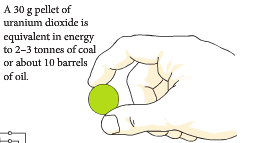 A 30 g pellet of
uranium dioxide is
equivalent in energy
to 2–3 tonnes of coal
or about 10 barrels
of oil.